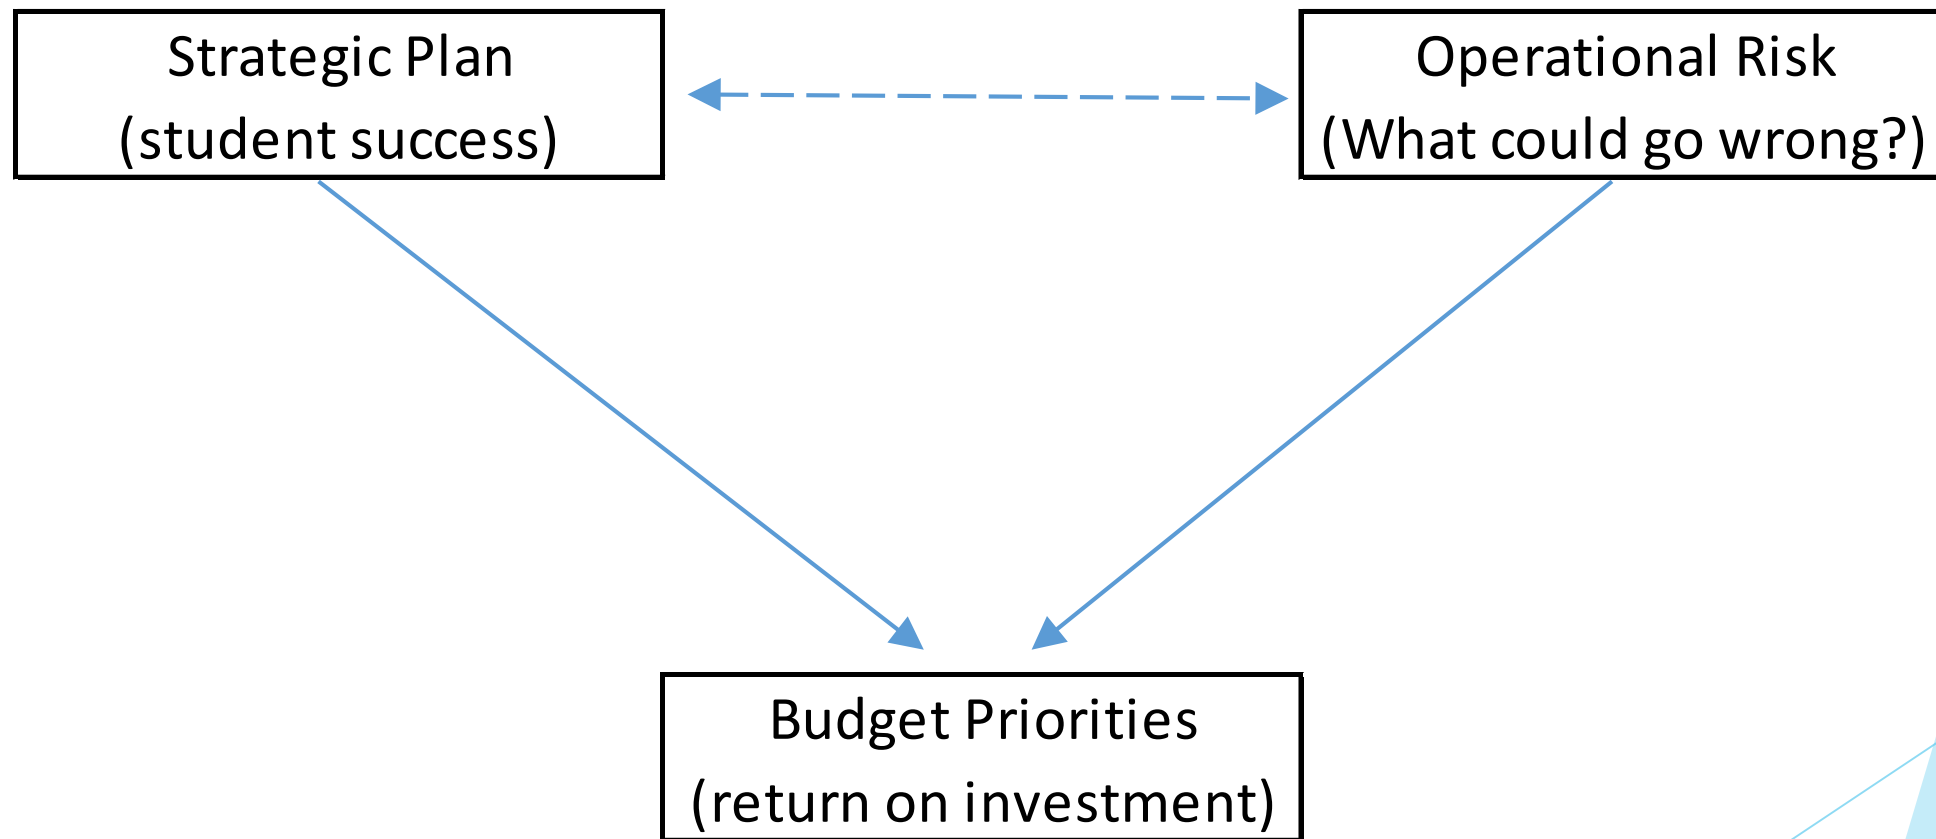 Strategic Plan
(student success)
Operational Risk
(What could go wrong?)
Budget Priorities
(return on investment)